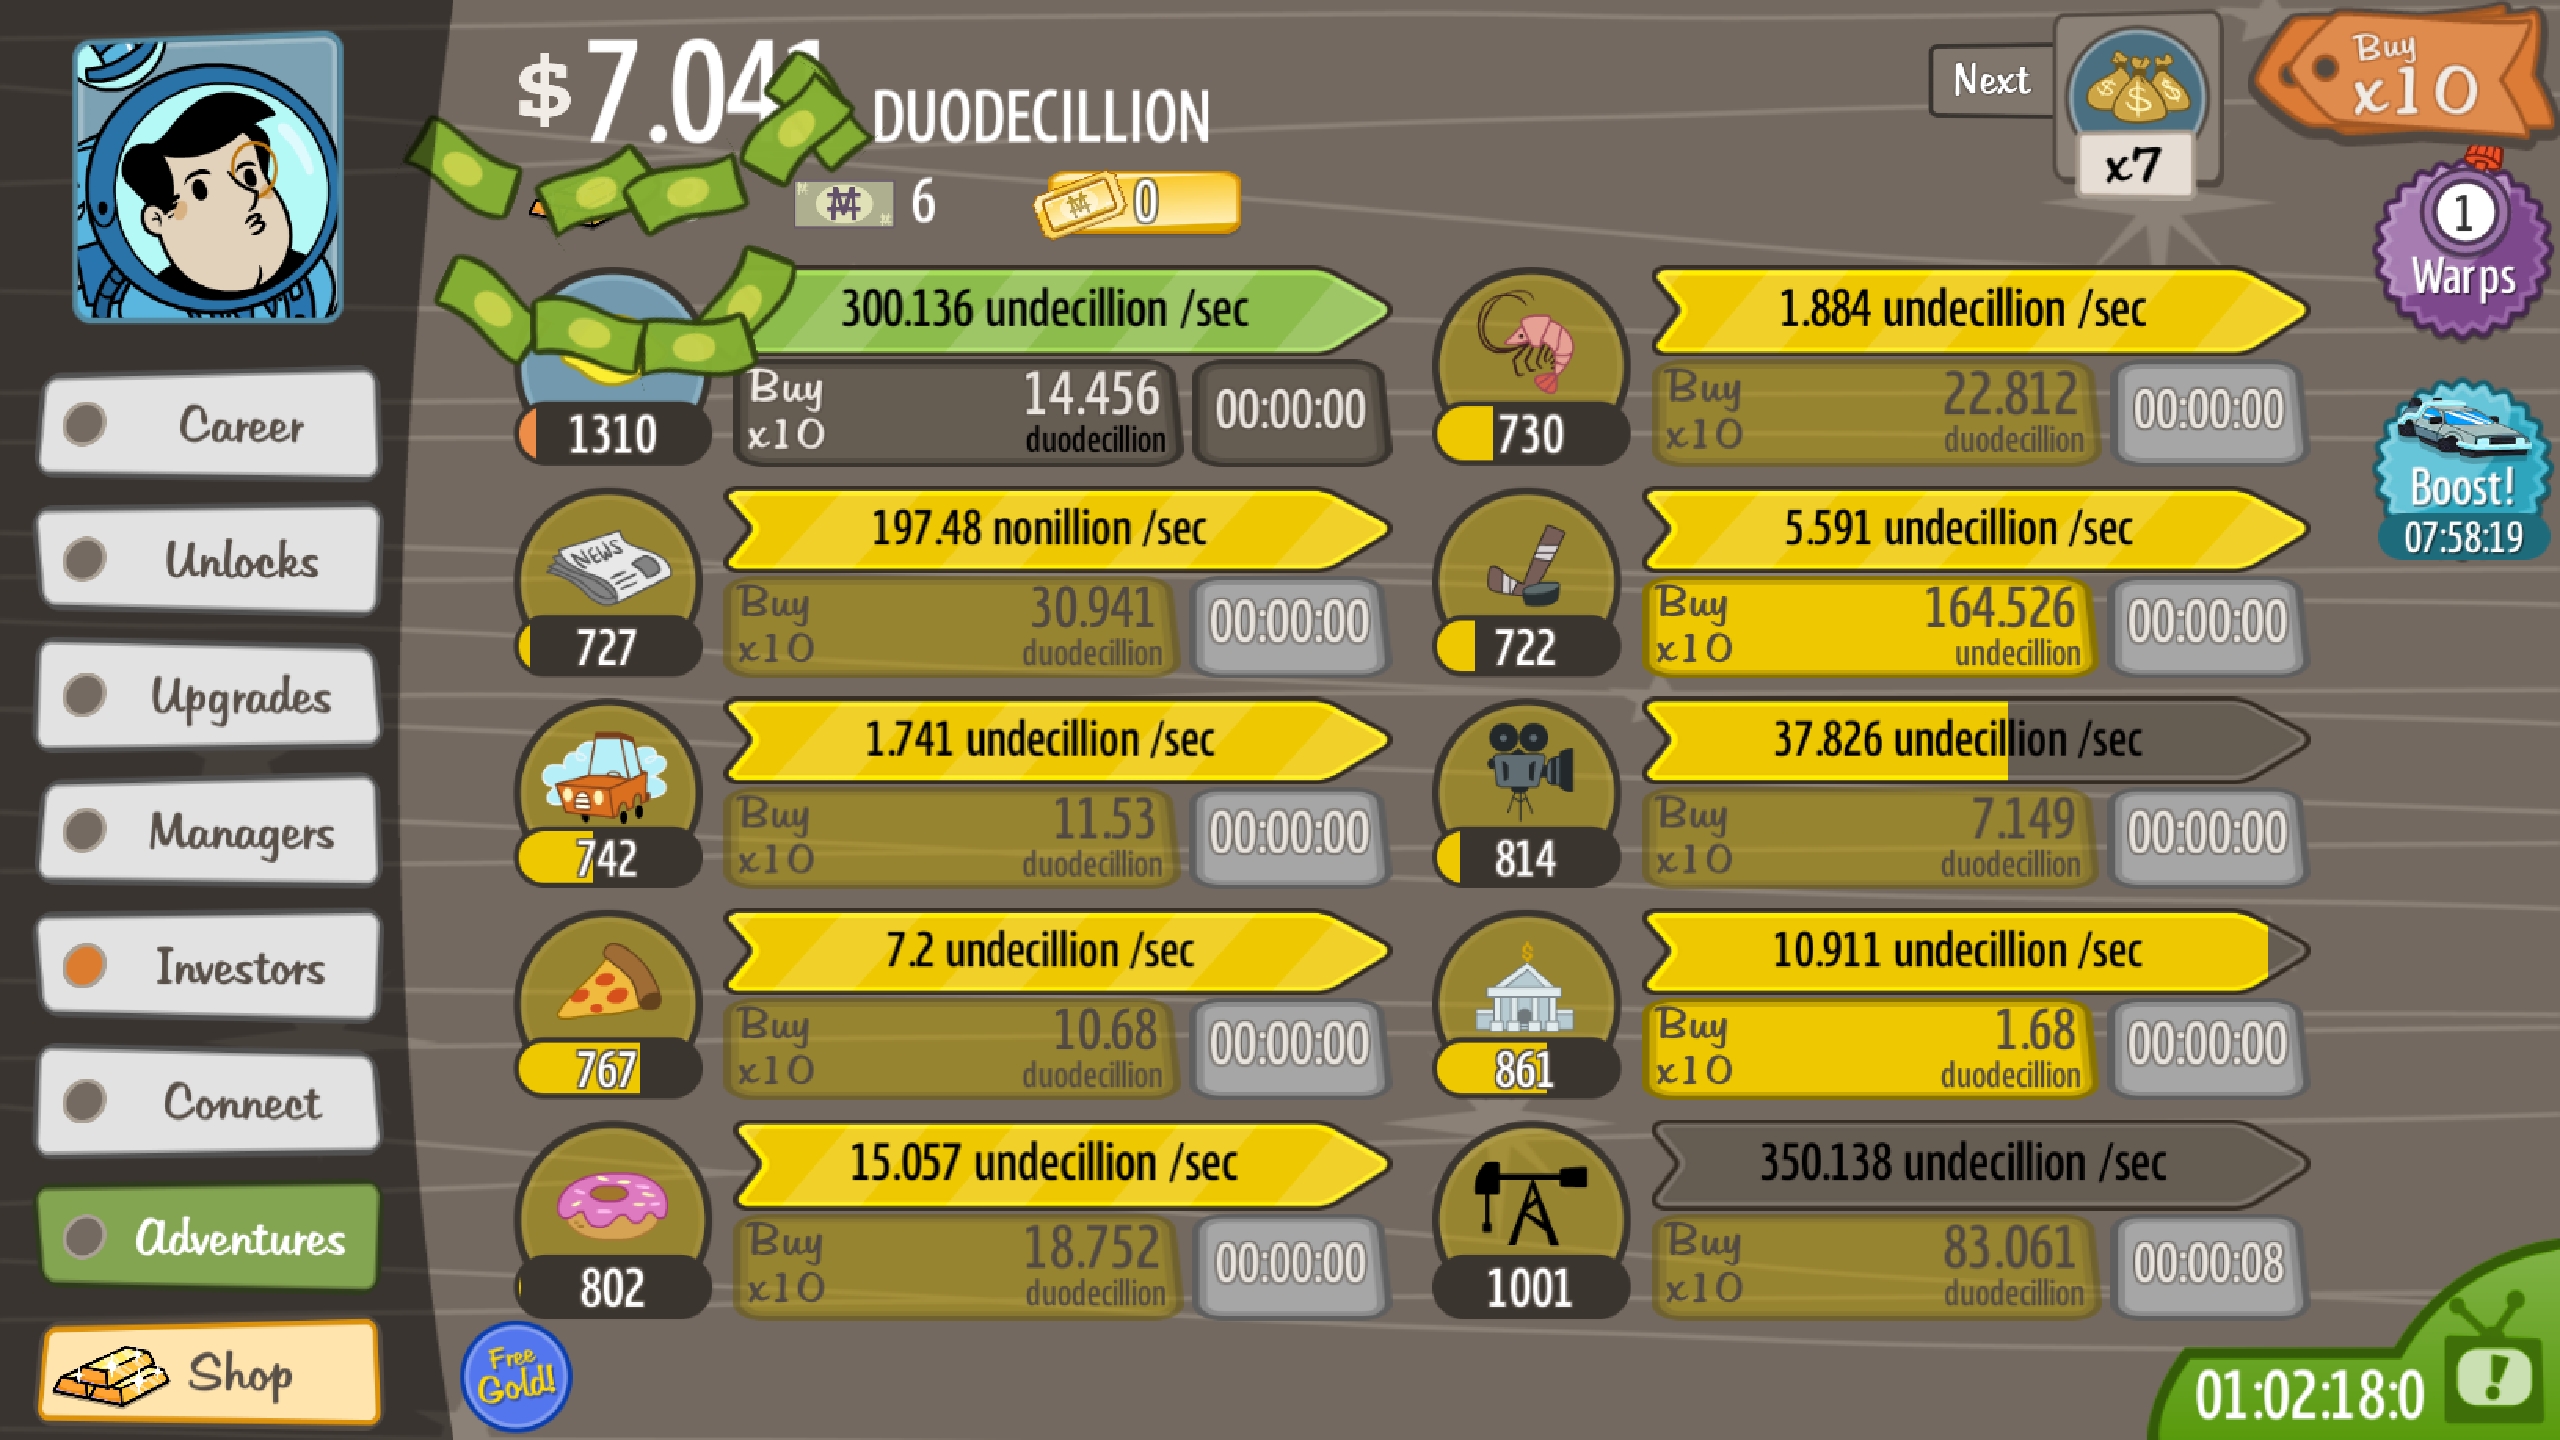 $7.041 DUODECILLION
6
0
Next
x7
Buy
x10
1
Warps
Boost!
07:58:19
Career
Unlocks
Upgrades
Managers
Investors
Connect
Adventures
Shop
300.136 undecillion /sec
Buy 14.456
x10 duodecillion
00:00:00
1310
1.884 undecillion /sec
Buy 22.812
x10 duodecillion
00:00:00
730
NEWS
197.48 nonillion /sec
Buy 30.941
x10 duodecillion
00:00:00
727
5.591 undecillion /sec
Buy 164.526
x10 undecillion
00:00:00
722
1.741 undecillion /sec
Buy 11.53
x10 duodecillion
00:00:00
742
37.826 undecillion /sec
Buy 7.149
x10 duodecillion
00:00:00
814
7.2 undecillion /sec
Buy 10.68
x10 duodecillion
00:00:00
767
10.911 undecillion /sec
Buy 1.68
x10 duodecillion
00:00:00
861
15.057 undecillion /sec
Buy 18.752
x10 duodecillion
00:00:00
802
350.138 undecillion /sec
Buy 83.061
x10 duodecillion
00:00:08
1001
Free
Gold!
01:02:18:0